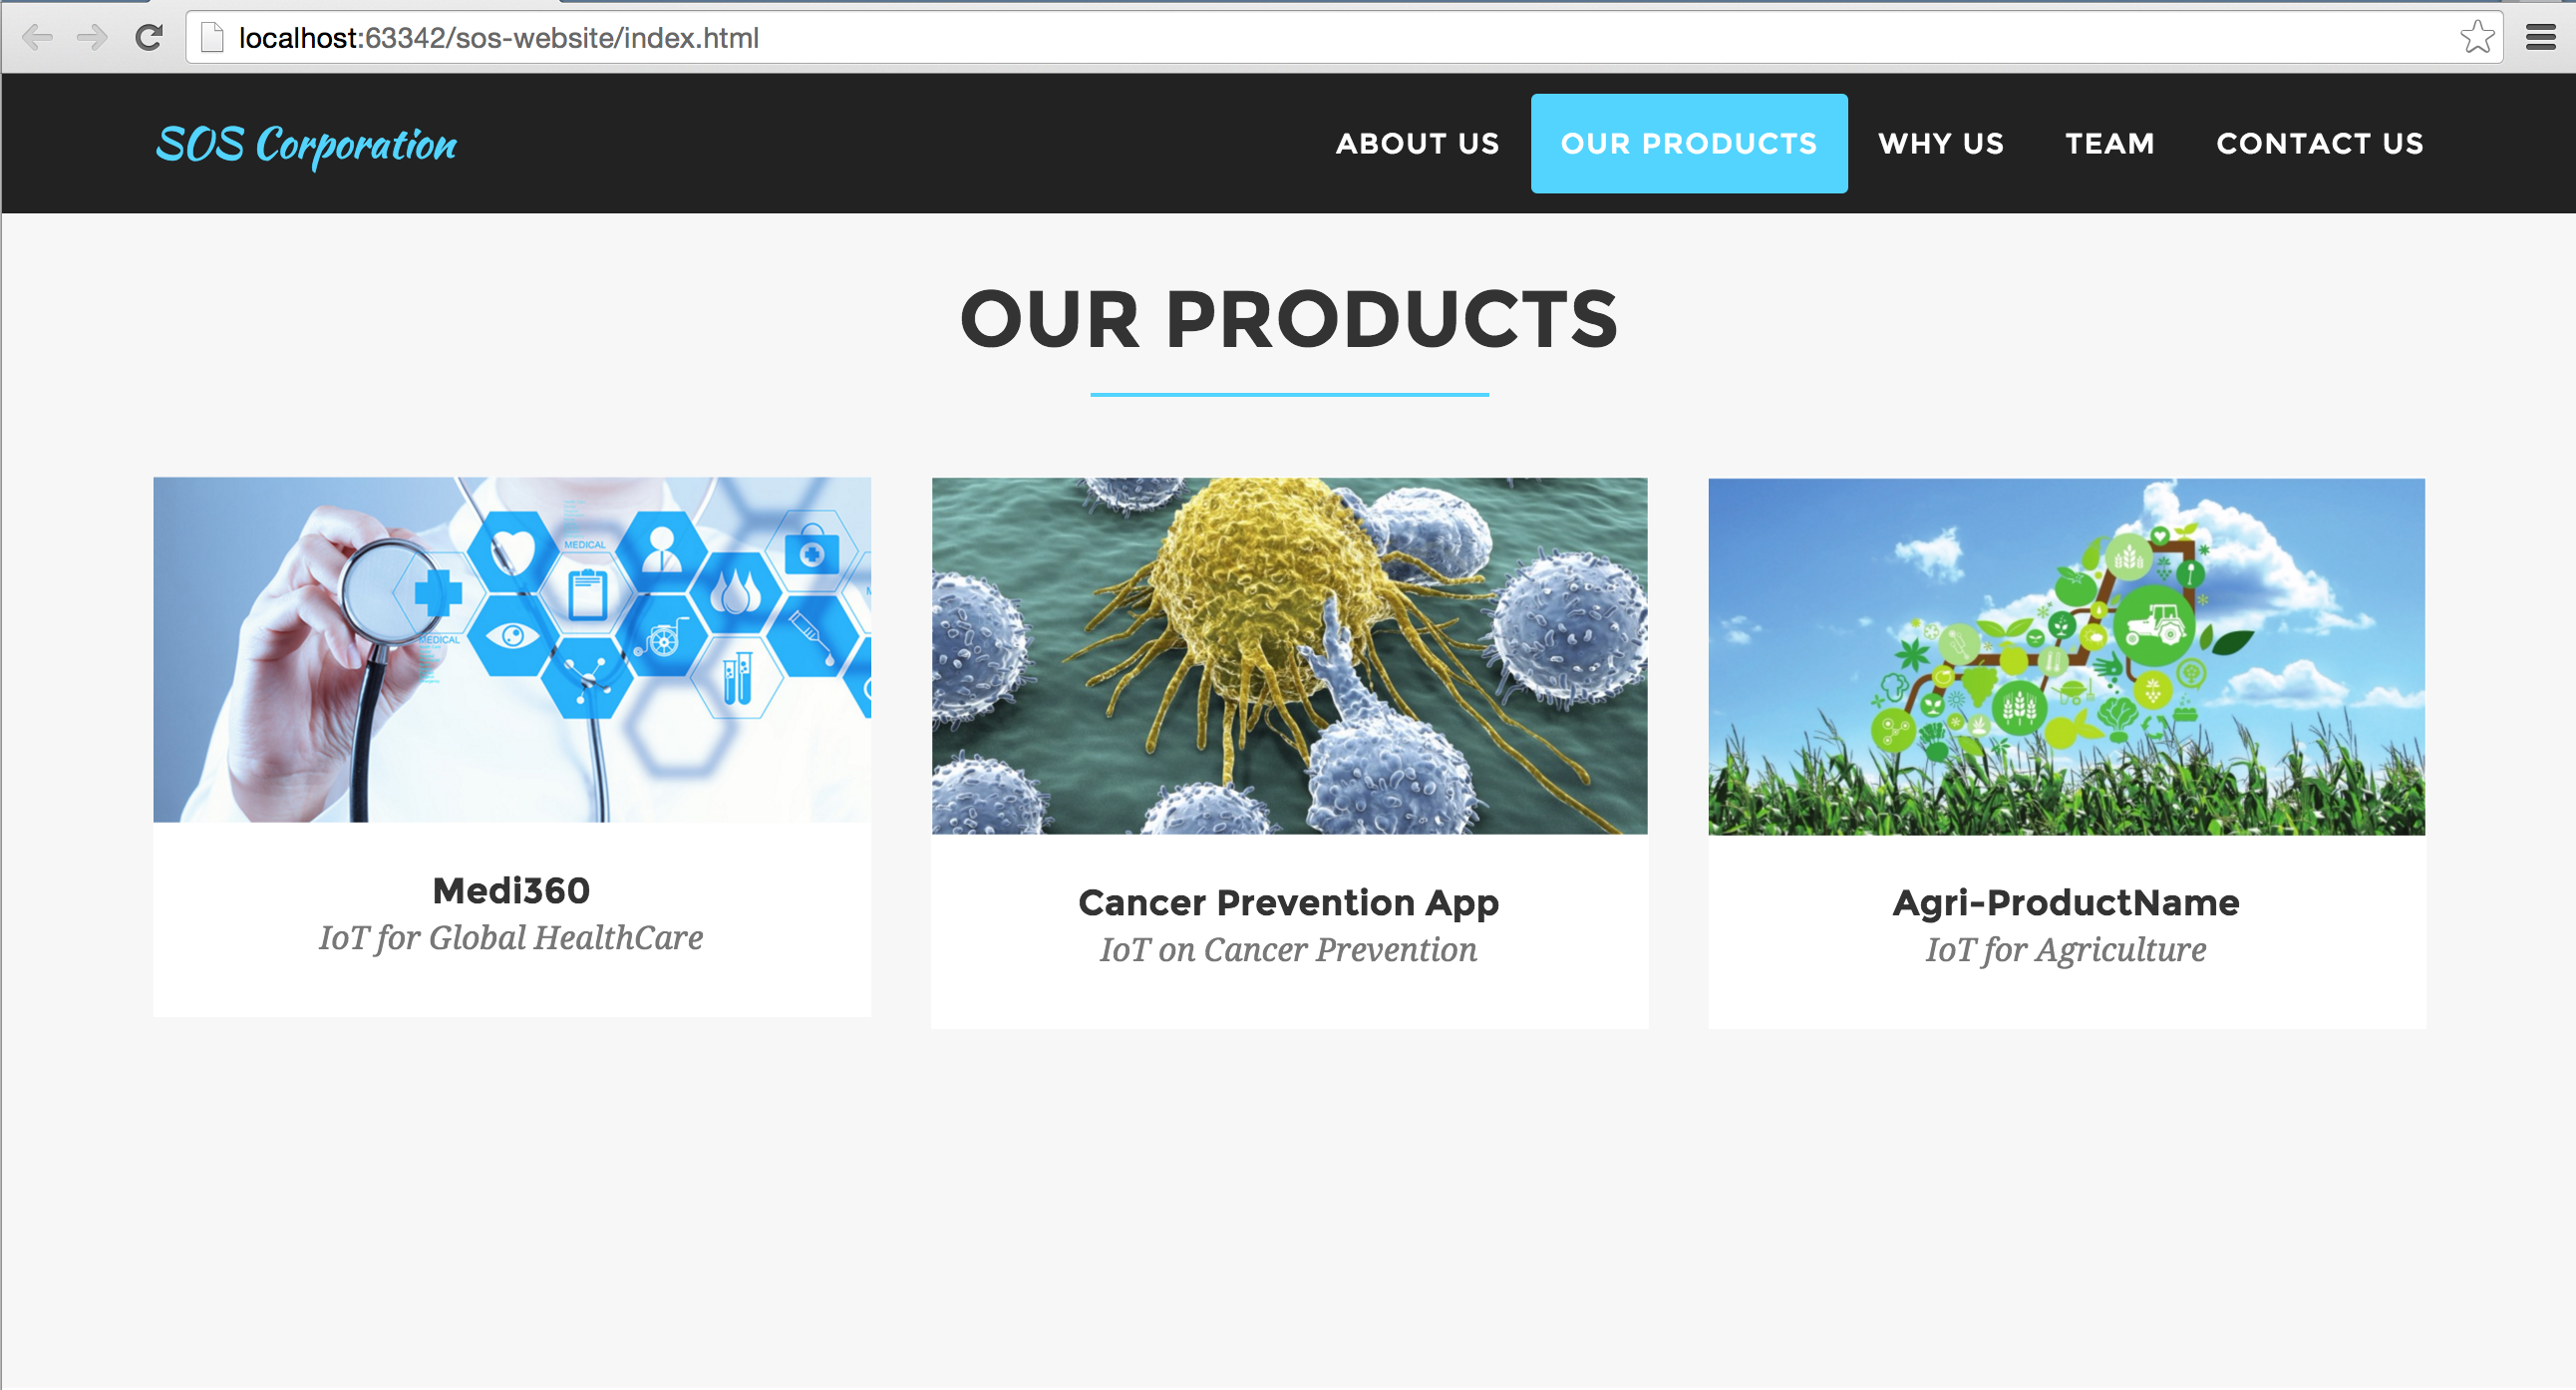 localhost:63342/sos-website/index.html
SOS Corporation
ABOUT US
OUR PRODUCTS
WHY US
TEAM
CONTACT US
OUR PRODUCTS
MEDICAL
MEDICAL
Medi360
IoT for Global HealthCare
Cancer Prevention App
IoT on Cancer Prevention
Agri-ProductName
IoT for Agriculture